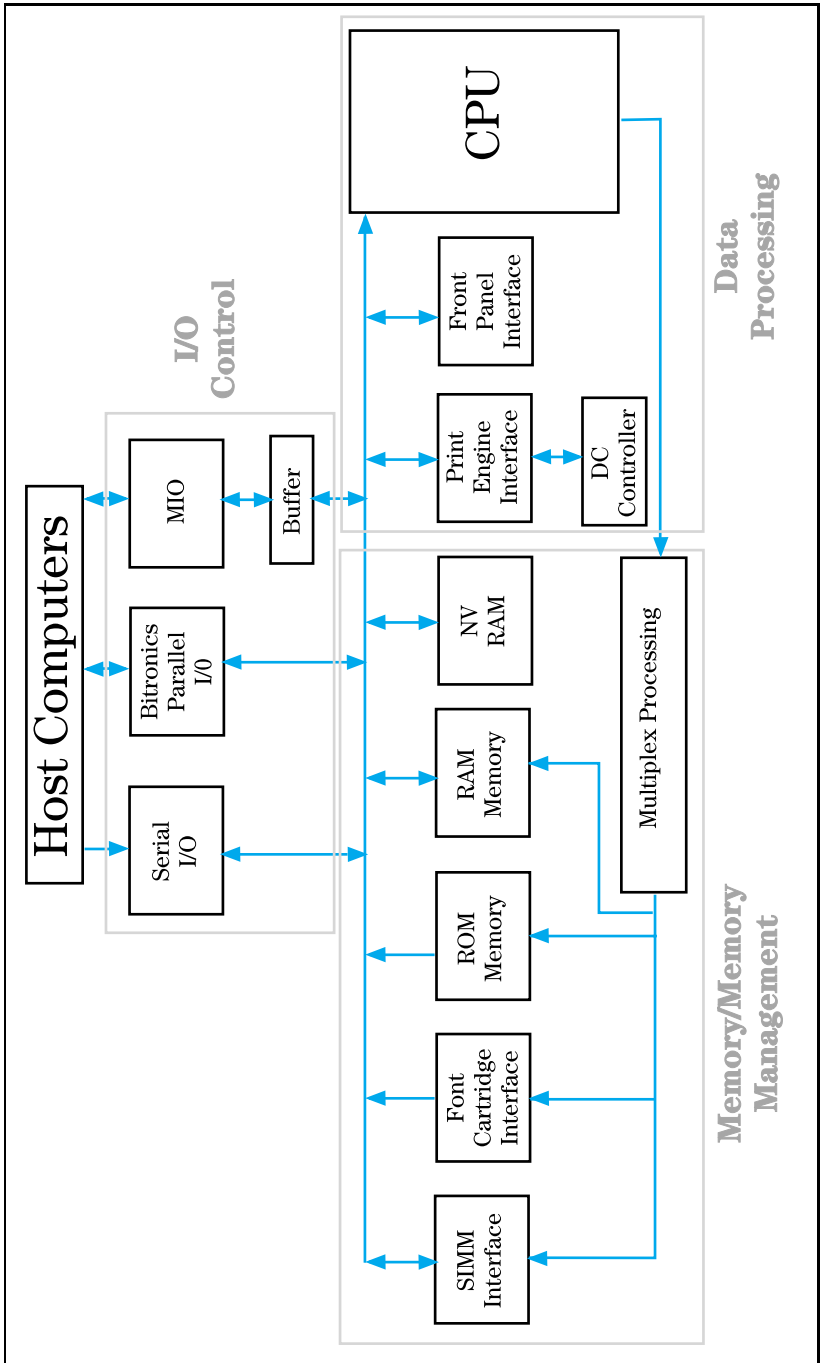 Host Computers
Serial
I/O
Bitronics
Parallel
I/0
MIO
Buffer
I/O
Control
SIMM
Interface
Font
Cartridge
Interface
ROM
Memory
RAM
Memory
NV
RAM
Print
Engine
Interface
Front
Panel
Interface
CPU
DC
Controller
Multiplex Processing
Memory/Memory
Management
Data
Processing